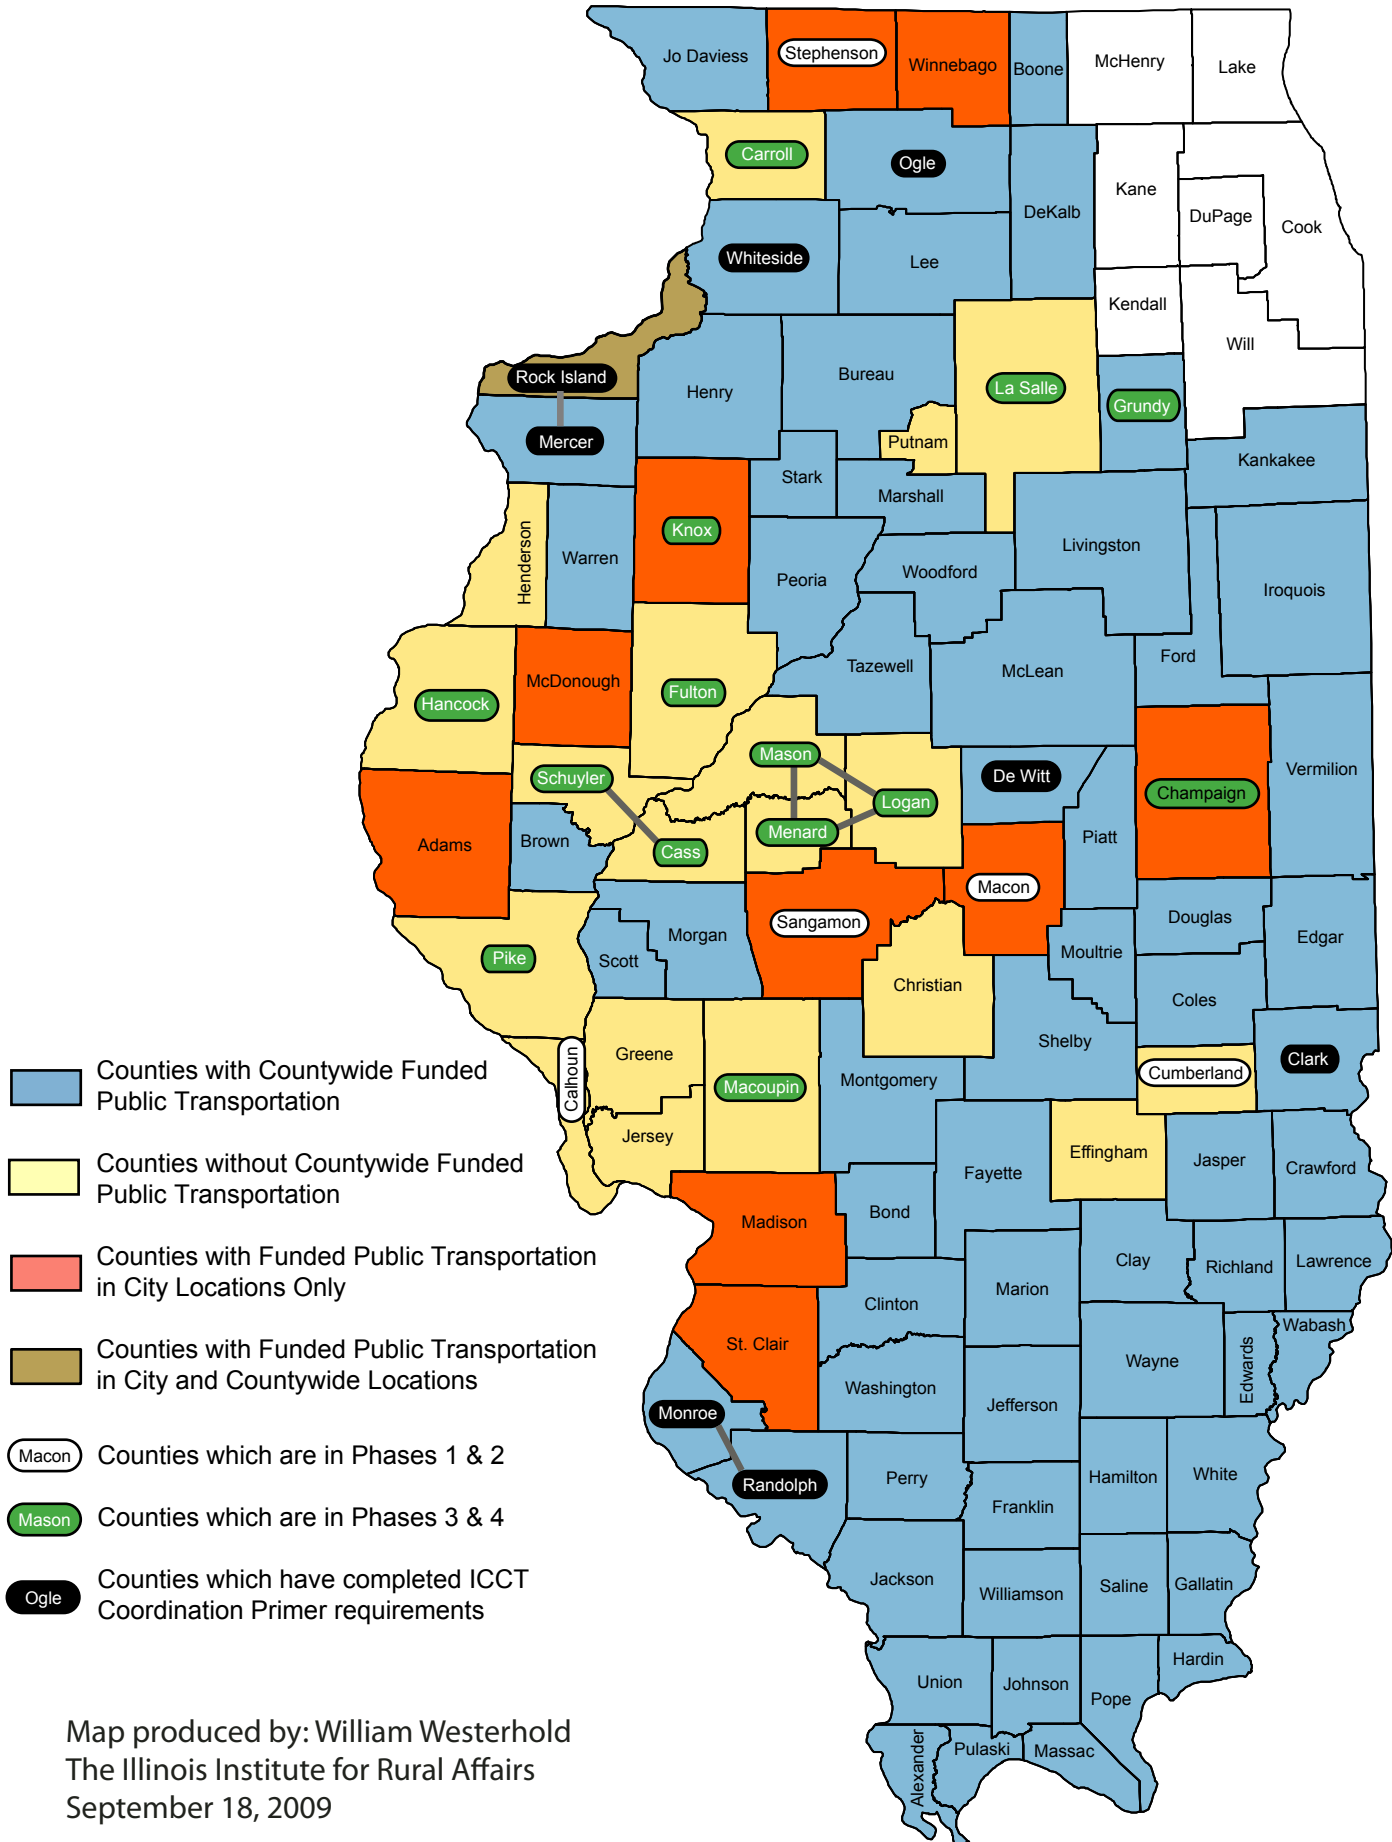 Jo Daviess
Stephenson
Winnebago
Boone
McHenry
Lake
Carroll
Ogle
DeKalb
Kane
DuPage
Cook
Whiteside
Lee
Kendall
Will
Rock Island
Henry
Bureau
La Salle
Grundy
Mercer
Putnam
Kankakee
Stark
Marshall
Henderson
Warren
Knox
Peoria
Woodford
Livingston
Iroquois
Hancock
McDonough
Fulton
Tazewell
McLean
Ford
Mason
Schuyler
Logan
De Witt
Champaign
Vermilion
Adams
Brown
Cass
Menard
Piatt
Macon
Sangamon
Douglas
Edgar
Pike
Scott
Morgan
Christian
Moultrie
Coles
Shelby
Calhoun
Greene
Macoupin
Montgomery
Cumberland
Clark
Jersey
Fayette
Effingham
Jasper
Crawford
Madison
Bond
Clay
Richland
Lawrence
Marion
Clinton
St. Clair
Wabash
Wayne
Edwards
Washington
Jefferson
Monroe
Randolph
Perry
Franklin
Hamilton
White
Jackson
Williamson
Saline
Gallatin
Union
Johnson
Pope
Hardin
Alexander
Pulaski
Massac
Counties with Countywide Funded
Public Transportation
Counties without Countywide Funded
Public Transportation
Counties with Funded Public Transportation
in City Locations Only
Counties with Funded Public Transportation
in City and Countywide Locations
Macon Counties which are in Phases 1 & 2
Mason Counties which are in Phases 3 & 4
Ogle Counties which have completed ICCT
Coordination Primer requirements
Map produced by: William Westerhold
The Illinois Institute for Rural Affairs
September 18, 2009